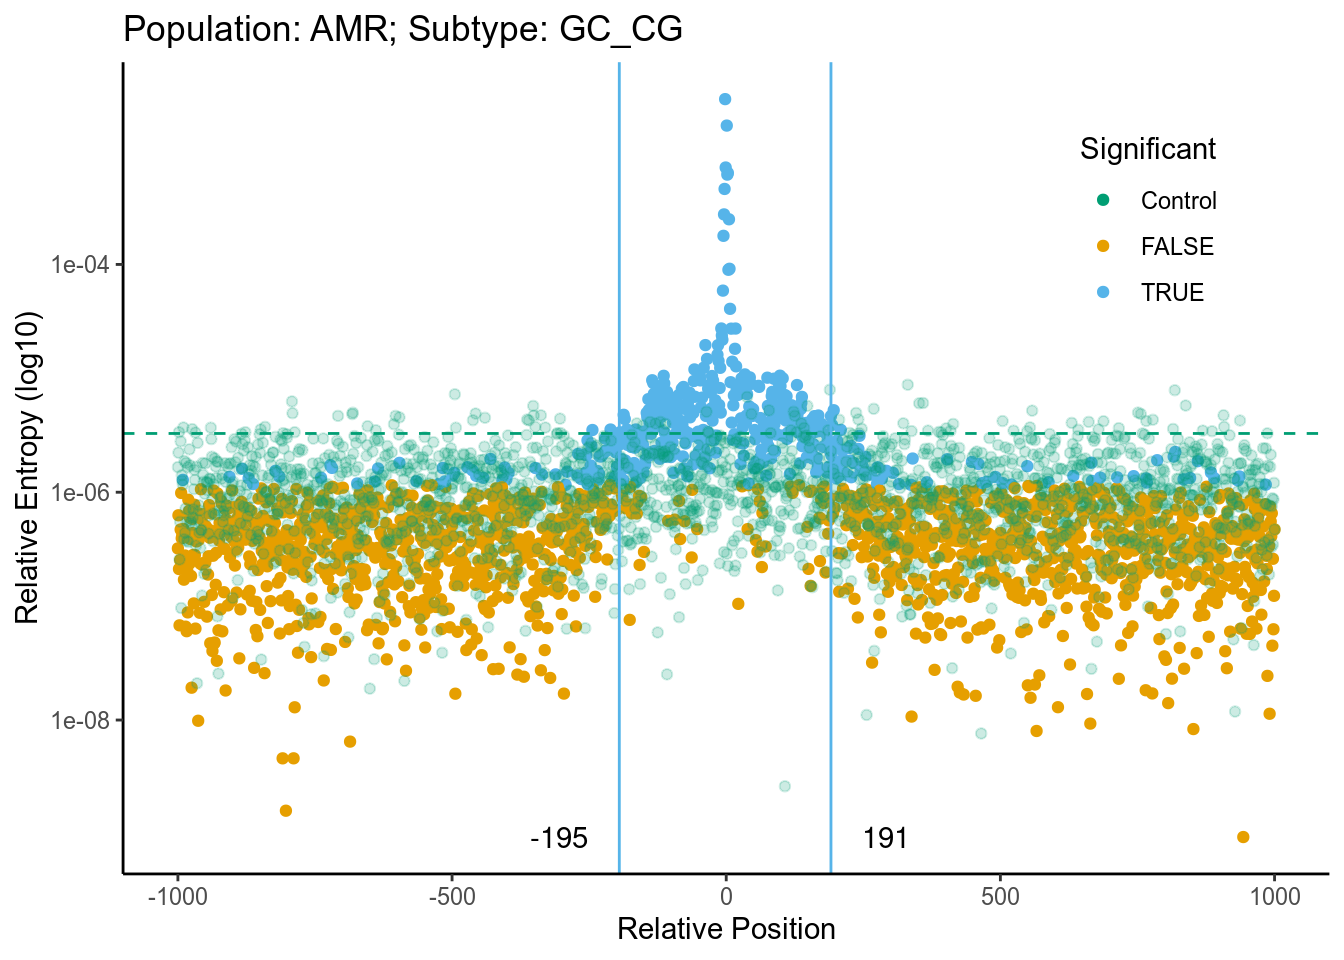 Population: AMR; Subtype: GC_CG
Significant
Control
FALSE
TRUE
Relative Entropy (log10)
1e-04
1e-06
1e-08
-195
191
-1000
-500
0
500
1000
Relative Position